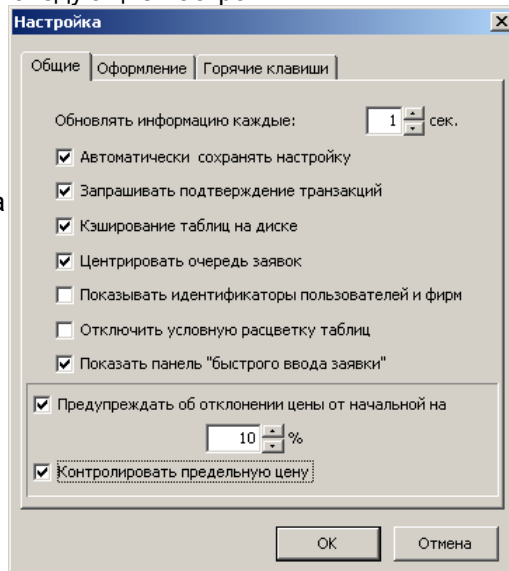 Настройка
Общие Оформление Горячие клавиши
Обновлять информацию каждые: 1 сек.
Автоматически сохранять настройку
Запрашивать подтверждение транзакций
а
Кэширование таблиц на диске
Центрировать очередь заявок
Показывать идентификаторы пользователей и фирм
Отключить условную расцветку таблиц
Показать панель "быстрого ввода заявки"
Предупреждать об отклонении цены от начальной на
10 %
Контролировать предельную цену
OK Отмена